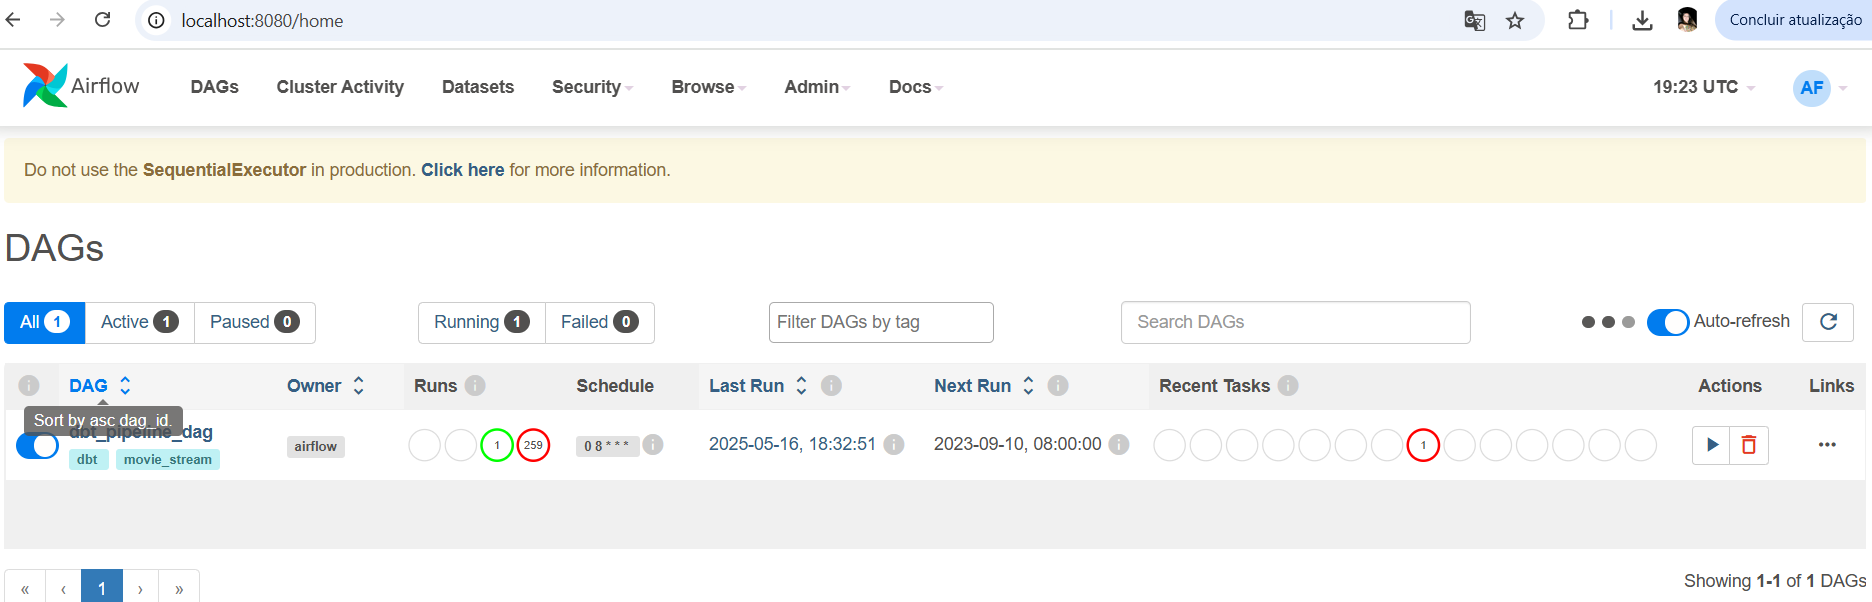 localhost:8080/home
Concluir atualização
Airflow
DAGs
Cluster Activity
Datasets
Security
Browse
Admin
Docs
19:23 UTC
AF
Do not use the SequentialExecutor in production. Click here for more information.
DAGs
All 1
Active 1
Paused 0
Running 1
Failed 0
Filter DAGs by tag
Search DAGs
Auto-refresh
DAG
Owner
Runs
Schedule
Last Run
Next Run
Recent Tasks
Actions
Links
Sort by asc dag_id.
dbt_pipeline_dag
dbt
movie_stream
airflow
1
259
0 8 * * *
2025-05-16, 18:32:51
2023-09-10, 08:00:00
1
« ‹ 1 › »
Showing 1-1 of 1 DAGs